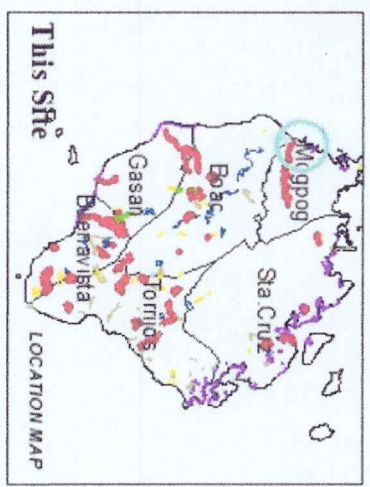 This Site
Mogpog
Boac
Gasan
Buenavista
Torrijos
Sta.Cruz
LOCATION MAP